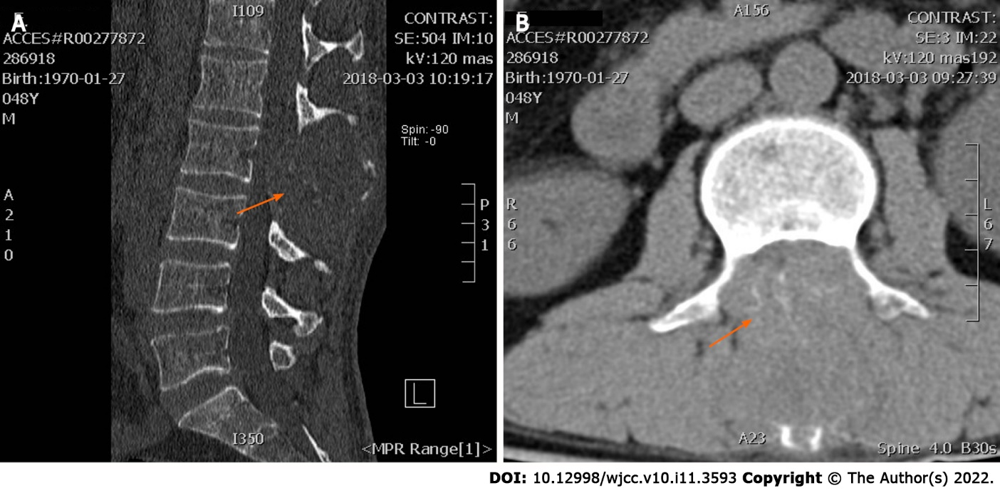 A
I109
CONTRAST:
ACCES#R00277872
SE:504 IM:10
286918
kV:120 mas
Birth:1970-01-27
2018-03-03 10:19:17
048Y
M
Spin: -90
Tilt: -0
A
2
1
0
P
3
1
L
I350
<MPR Range[1]>
B
A156
CONTRAST:
ACCES#R00277872
SE:3 IM:22
286918
kV:120 mas192
Birth:1970-01-27
2018-03-03 09:27:39
048Y
M
R
6
6
L
6
7
A23
Spine 4.0 B30s
DOI: 10.12998/wjcc.v10.i11.3593 Copyright © The Author(s) 2022.